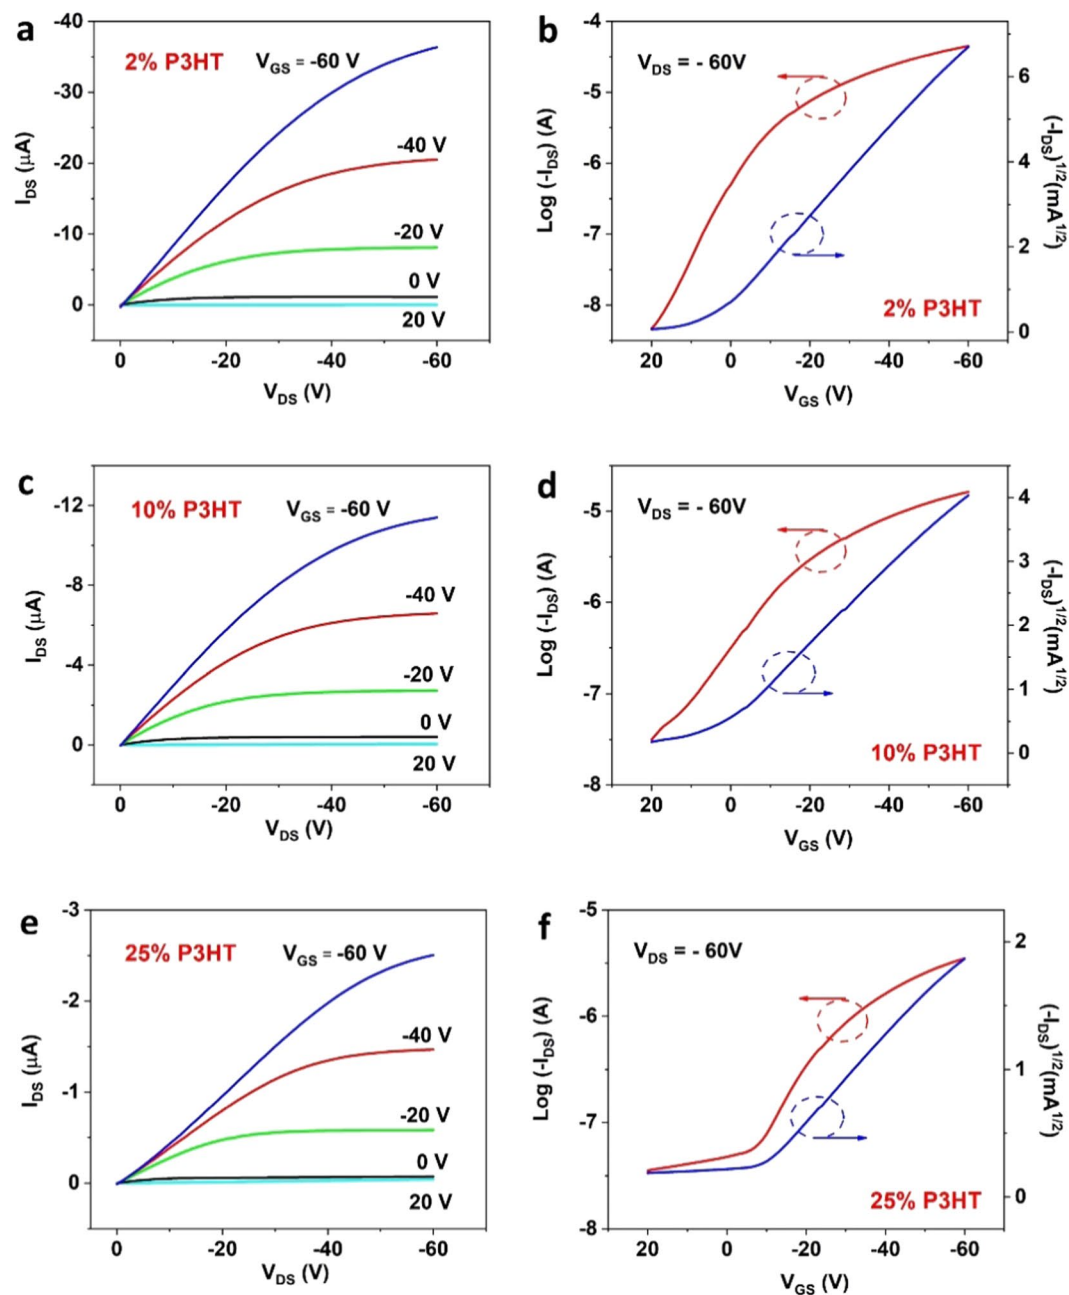 a
2% P3HT
V_GS = -60 V
-40 V
-20 V
0 V
20 V
-40
-30
-20
-10
0
I_DS (μA)
0 -20 -40 -60
V_DS (V)
b
V_DS = - 60V
2% P3HT
-4
-5
-6
-7
-8
Log (-I_DS) (A)
6
4
2
0
(-I_DS)^1/2(mA^1/2)
20 0 -20 -40 -60
V_GS (V)
c
10% P3HT
V_GS = -60 V
-40 V
-20 V
0 V
20 V
-12
-8
-4
0
I_DS (μA)
0 -20 -40 -60
V_DS (V)
d
V_DS = - 60V
10% P3HT
-5
-6
-7
-8
Log (-I_DS) (A)
4
3
2
1
0
(-I_DS)^1/2(mA^1/2)
20 0 -20 -40 -60
V_GS (V)
e
25% P3HT
V_GS = -60 V
-40 V
-20 V
0 V
20 V
-3
-2
-1
0
I_DS (μA)
0 -20 -40 -60
V_DS (V)
f
V_DS = - 60V
25% P3HT
-5
-6
-7
-8
Log (-I_DS) (A)
2
1
0
(-I_DS)^1/2(mA^1/2)
20 0 -20 -40 -60
V_GS (V)